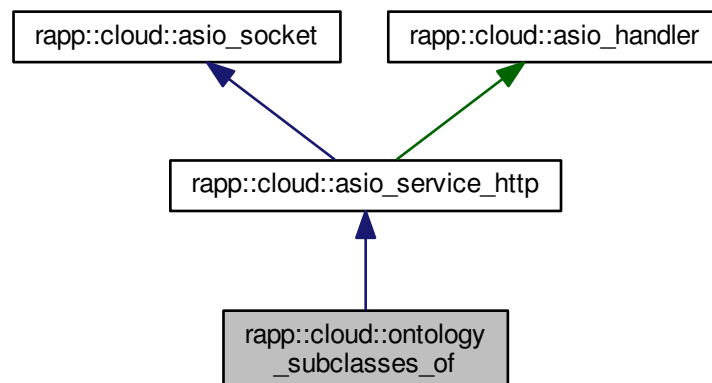 rapp::cloud::asio_socket
rapp::cloud::asio_handler
rapp::cloud::asio_service_http
rapp::cloud::ontology
_subclasses_of